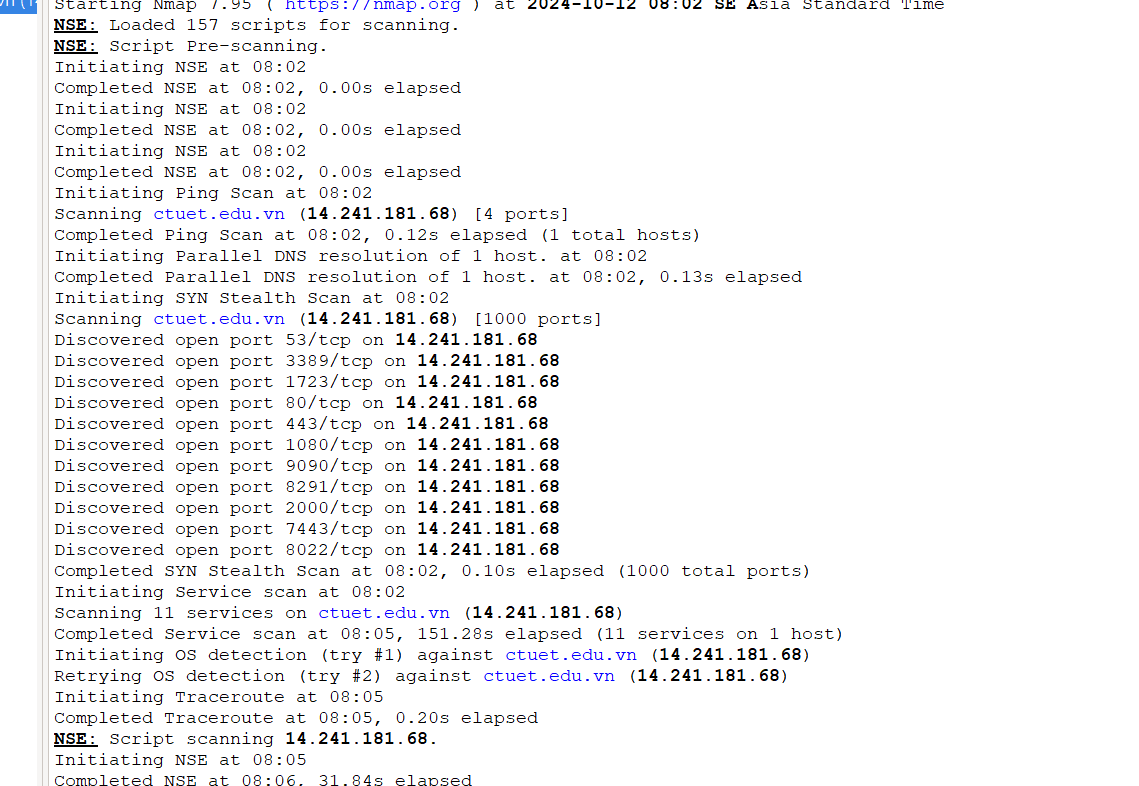 Starting Nmap 7.95 ( https://nmap.org ) at 2024-10-12 08:02 SE Asia Standard Time
NSE: Loaded 157 scripts for scanning.
NSE: Script Pre-scanning.
Initiating NSE at 08:02
Completed NSE at 08:02, 0.00s elapsed
Initiating NSE at 08:02
Completed NSE at 08:02, 0.00s elapsed
Initiating NSE at 08:02
Completed NSE at 08:02, 0.00s elapsed
Initiating Ping Scan at 08:02
Scanning ctuet.edu.vn (14.241.181.68) [4 ports]
Completed Ping Scan at 08:02, 0.12s elapsed (1 total hosts)
Initiating Parallel DNS resolution of 1 host. at 08:02
Completed Parallel DNS resolution of 1 host. at 08:02, 0.13s elapsed
Initiating SYN Stealth Scan at 08:02
Scanning ctuet.edu.vn (14.241.181.68) [1000 ports]
Discovered open port 53/tcp on 14.241.181.68
Discovered open port 3389/tcp on 14.241.181.68
Discovered open port 1723/tcp on 14.241.181.68
Discovered open port 80/tcp on 14.241.181.68
Discovered open port 443/tcp on 14.241.181.68
Discovered open port 1080/tcp on 14.241.181.68
Discovered open port 9090/tcp on 14.241.181.68
Discovered open port 8291/tcp on 14.241.181.68
Discovered open port 2000/tcp on 14.241.181.68
Discovered open port 7443/tcp on 14.241.181.68
Discovered open port 8022/tcp on 14.241.181.68
Completed SYN Stealth Scan at 08:02, 0.10s elapsed (1000 total ports)
Initiating Service scan at 08:02
Scanning 11 services on ctuet.edu.vn (14.241.181.68)
Completed Service scan at 08:05, 151.28s elapsed (11 services on 1 host)
Initiating OS detection (try #1) against ctuet.edu.vn (14.241.181.68)
Retrying OS detection (try #2) against ctuet.edu.vn (14.241.181.68)
Initiating Traceroute at 08:05
Completed Traceroute at 08:05, 0.20s elapsed
NSE: Script scanning 14.241.181.68.
Initiating NSE at 08:05
Completed NSE at 08:06, 31.84s elapsed